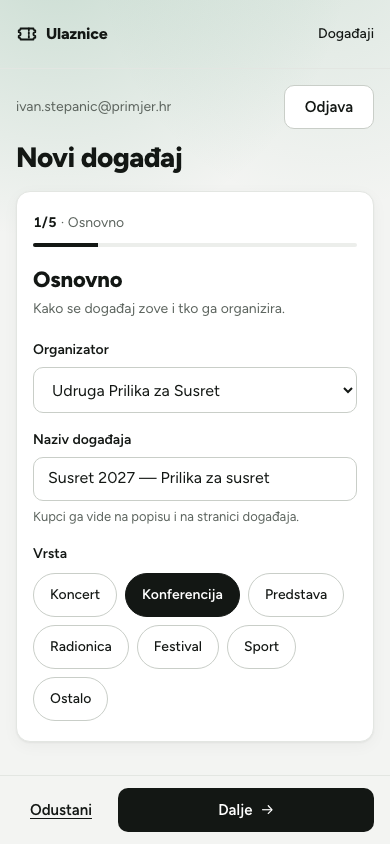 Ulaznice
Događaji
ivan.stepanic@primjer.hr
Odjava
Novi događaj
1/5 · Osnovno
Osnovno
Kako se događaj zove i tko ga organizira.
Organizator
Udruga Prilika za Susret
Naziv događaja
Susret 2027 — Prilika za susret
Kupci ga vide na popisu i na stranici događaja.
Vrsta
Koncert
Konferencija
Predstava
Radionica
Festival
Sport
Ostalo
Odustani
Dalje →